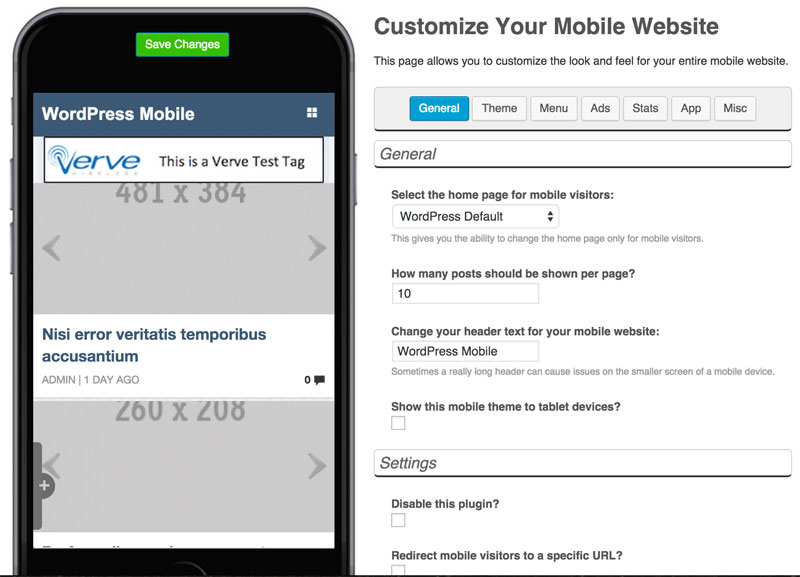 Save Changes
WordPress Mobile
Verve
WIRELESS
This is a Verve Test Tag
481 x 384
Nisi error veritatis temporibus
accusantium
ADMIN | 1 DAY AGO
0
260 x 208
Customize Your Mobile Website
This page allows you to customize the look and feel for your entire mobile website.
General Theme Menu Ads Stats App Misc
General
Select the home page for mobile visitors:
WordPress Default
This gives you the ability to change the home page only for mobile visitors.
How many posts should be shown per page?
10
Change your header text for your mobile website:
WordPress Mobile
Sometimes a really long header can cause issues on the smaller screen of a mobile device.
Show this mobile theme to tablet devices?
Settings
Disable this plugin?
Redirect mobile visitors to a specific URL?